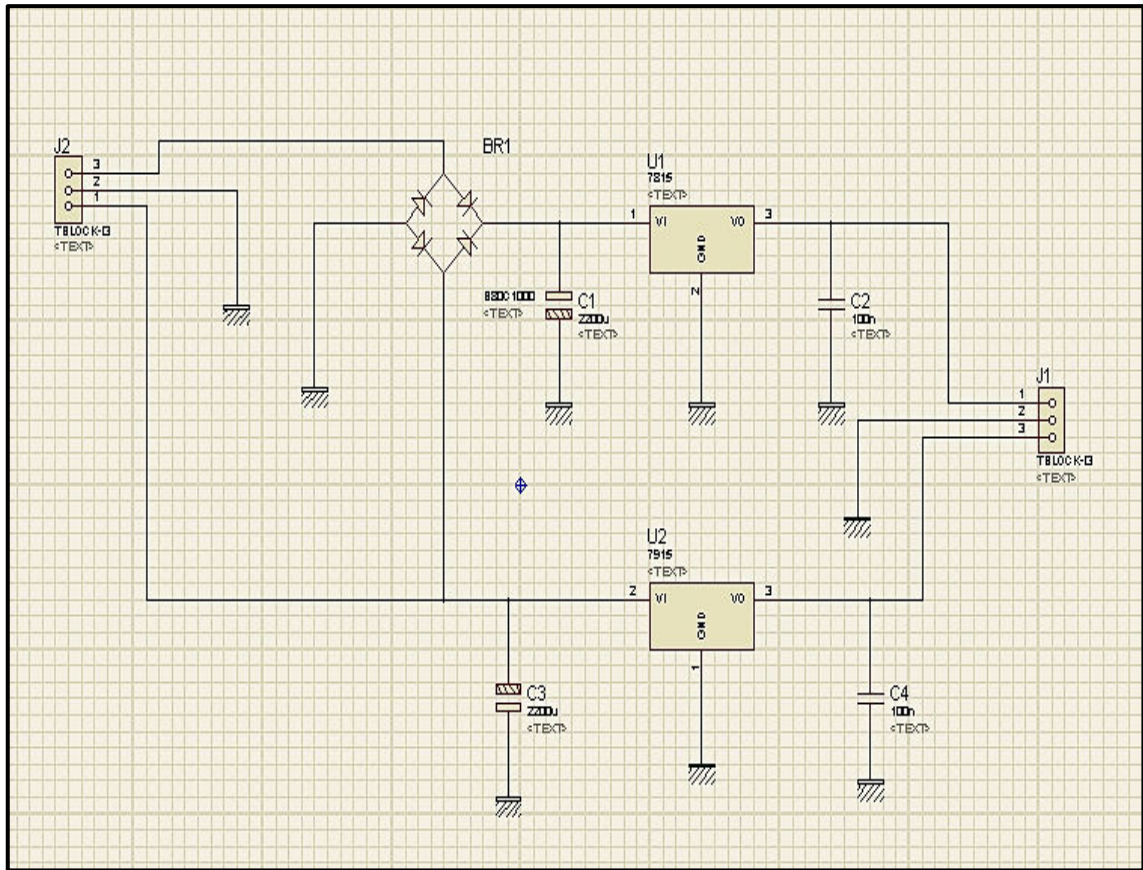 J2
3
2
1
TBLOCK-I3
<TEXT>
BR1
B80C1000
<TEXT>
C1
2200u
<TEXT>
U1
7815
<TEXT>
1
VI
VO
3
GND
2
C2
100n
<TEXT>
J1
1
2
3
TBLOCK-I3
<TEXT>
U2
7915
<TEXT>
2
VI
VO
3
GND
1
C3
2200u
<TEXT>
C4
100n
<TEXT>